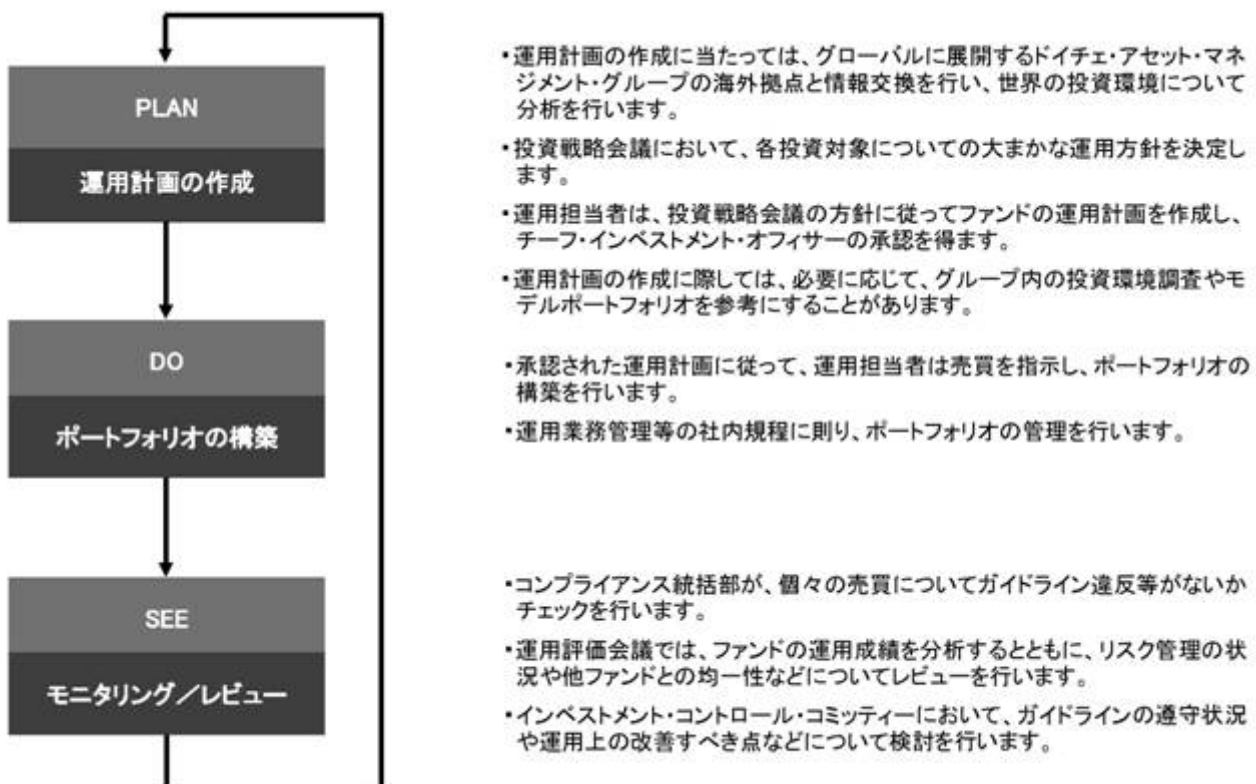 PLAN
運用計画の作成
・運用計画の作成に当たっては、グローバルに展開するドイチェ・アセット・マネ
ジメント・グループの海外拠点と情報交換を行い、世界の投資環境について
分析を行います。
・投資戦略会議において、各投資対象についての大まかな運用方針を決定し
ます。
・運用担当者は、投資戦略会議の方針に従ってファンドの運用計画を作成し、
チーフ・インベストメント・オフィサーの承認を得ます。
・運用計画の作成に際しては、必要に応じて、グループ内の投資環境調査やモ
デルポートフォリオを参考にすることがあります。
DO
ポートフォリオの構築
・承認された運用計画に従って、運用担当者は売買を指示し、ポートフォリオの
構築を行います。
・運用業務管理等の社内規程に則り、ポートフォリオの管理を行います。
SEE
モニタリング／レビュー
・コンプライアンス統括部が、個々の売買についてガイドライン違反等がないか
チェックを行います。
・運用評価会議では、ファンドの運用成績を分析するとともに、リスク管理の状
況や他ファンドとの均一性などについてレビューを行います。
・インベストメント・コントロール・コミッティーにおいて、ガイドラインの遵守状況
や運用上の改善すべき点などについて検討を行います。